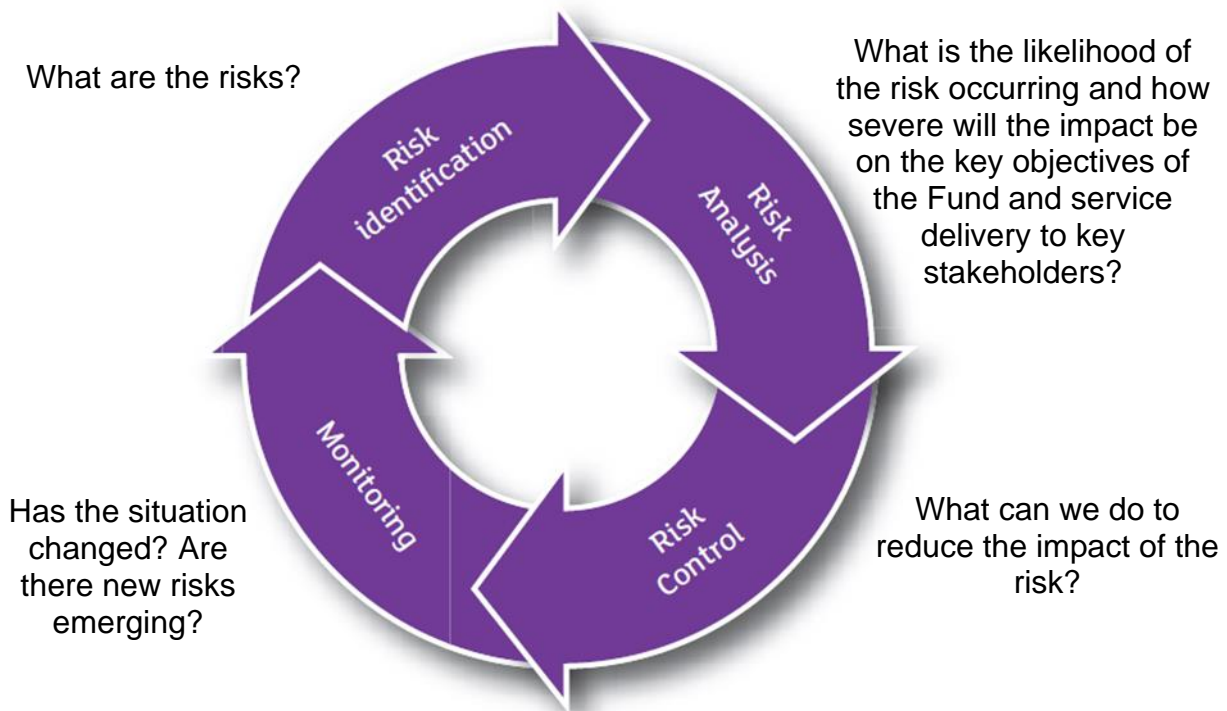 What are the risks?
Risk
identification
What is the likelihood of
the risk occurring and how
severe will the impact be
on the key objectives of
the Fund and service
delivery to key
stakeholders?
Risk
Analysis
What can we do to
reduce the impact of the
risk?
Risk
Control
Has the situation
changed? Are
there new risks
emerging?
Monitoring